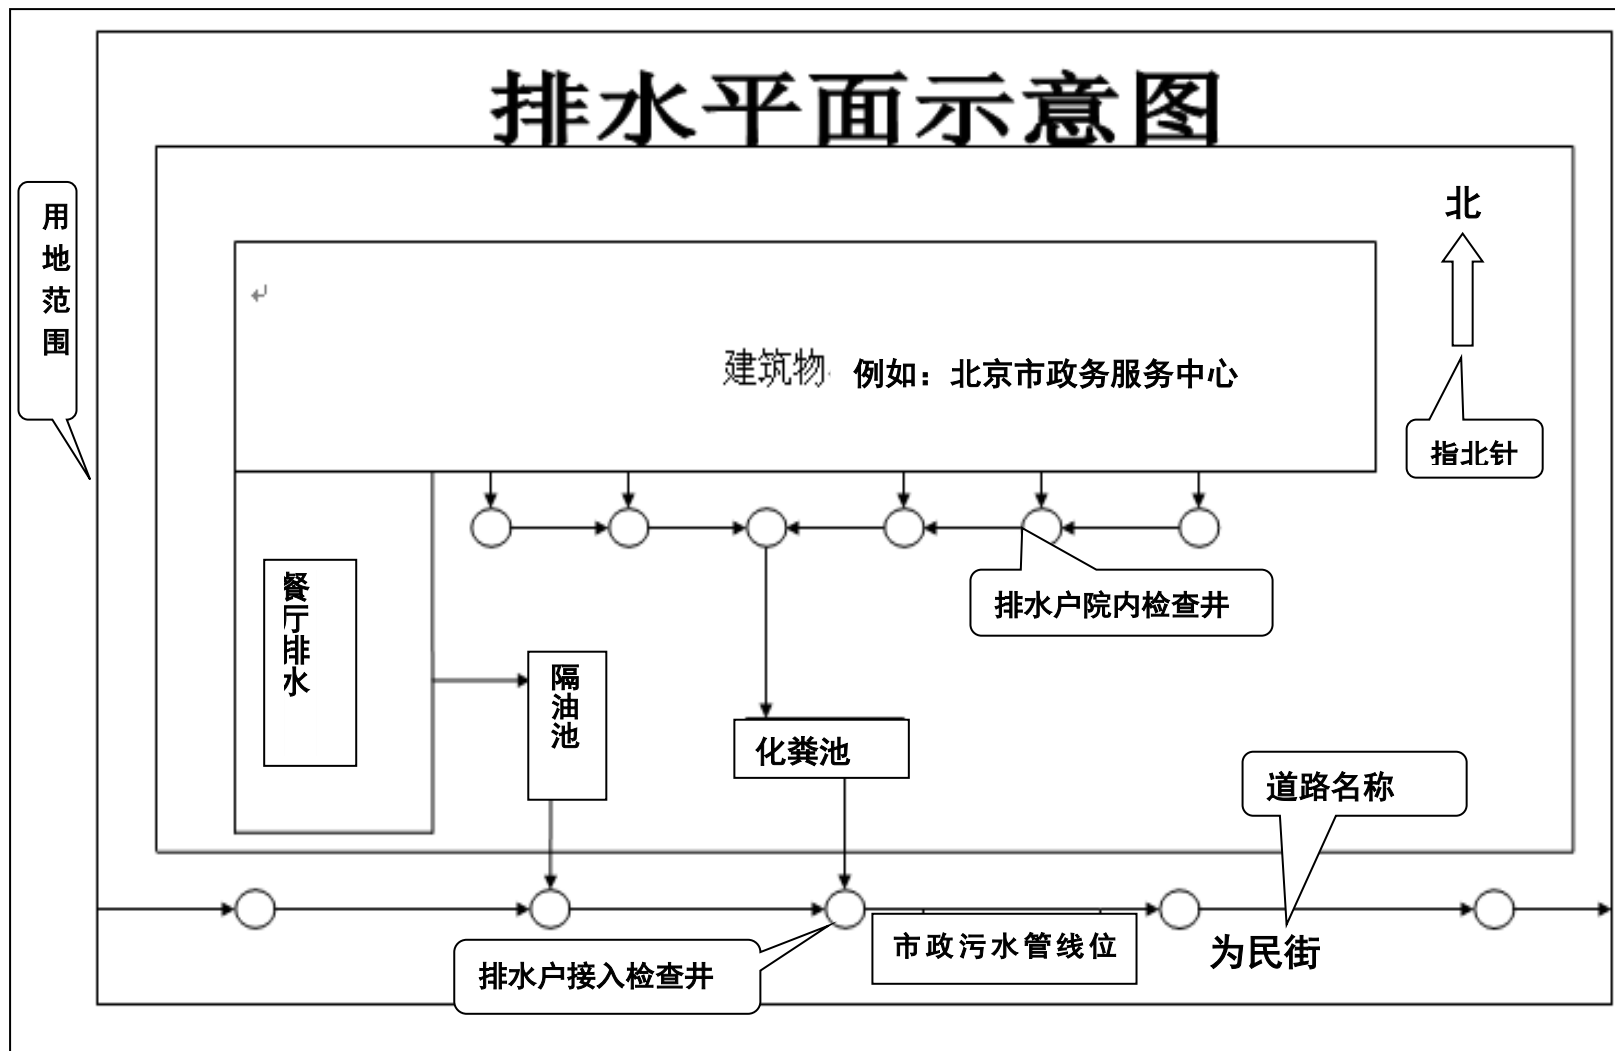 排水平面示意图
用地范围
北
建筑物 例如：北京市政务服务中心
指北针
餐厅排水
排水户院内检查井
隔油池
化粪池
道路名称
市政污水管线位
为民街
排水户接入检查井